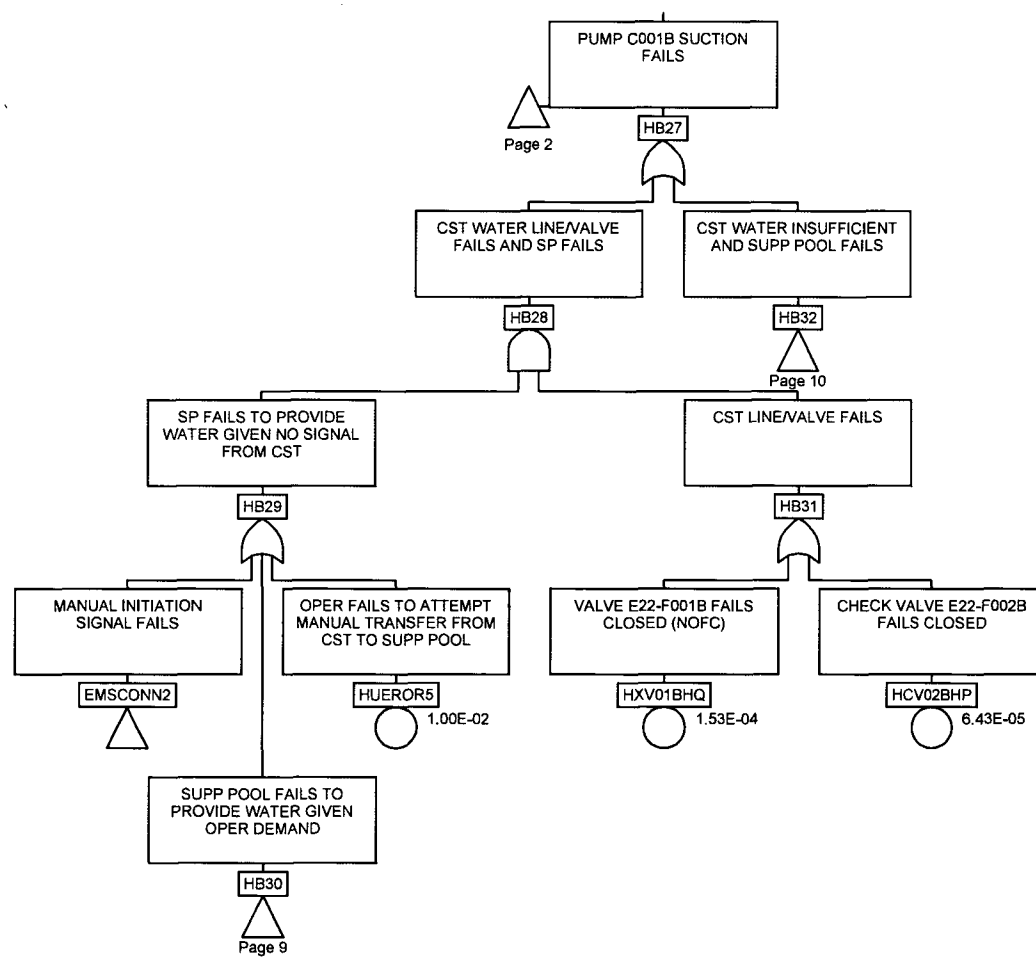 PUMP C001B SUCTION
FAILS
Page 2
HB27
CST WATER LINE/VALVE
FAILS AND SP FAILS
HB28
CST WATER INSUFFICIENT
AND SUPP POOL FAILS
HB32
Page 10
SP FAILS TO PROVIDE
WATER GIVEN NO SIGNAL
FROM CST
HB29
CST LINE/VALVE FAILS
HB31
MANUAL INITIATION
SIGNAL FAILS
EMSCONN2
OPER FAILS TO ATTEMPT
MANUAL TRANSFER FROM
CST TO SUPP POOL
HUEROR5
1.00E-02
VALVE E22-F001B FAILS
CLOSED (NOFC)
HXV01BHQ
1.53E-04
CHECK VALVE E22-F002B
FAILS CLOSED
HCV02BHP
6.43E-05
SUPP POOL FAILS TO
PROVIDE WATER GIVEN
OPER DEMAND
HB30
Page 9